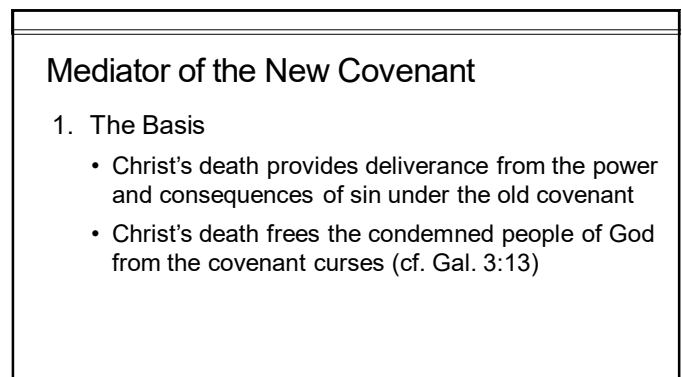 Mediator of the New Covenant
1. The Basis
• Christ’s death provides deliverance from the power
and consequences of sin under the old covenant
• Christ’s death frees the condemned people of God
from the covenant curses (cf. Gal. 3:13)